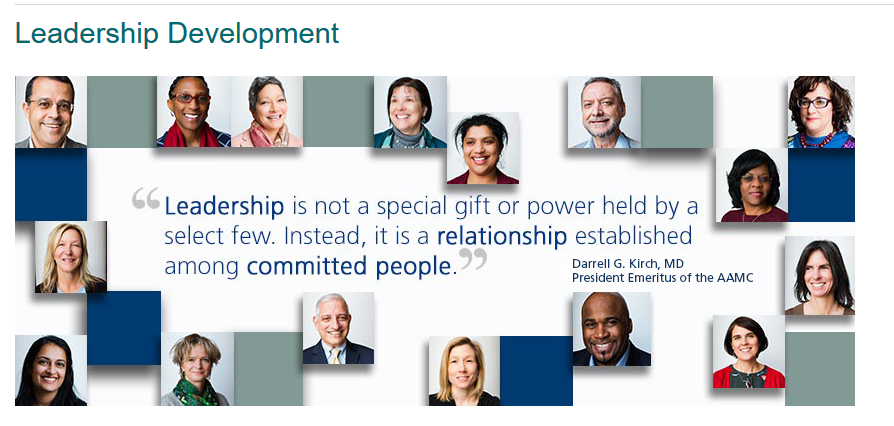 Leadership Development
“Leadership is not a special gift or power held by a
select few. Instead, it is a relationship established
among committed people.”
Darrell G. Kirch, MD
President Emeritus of the AAMC